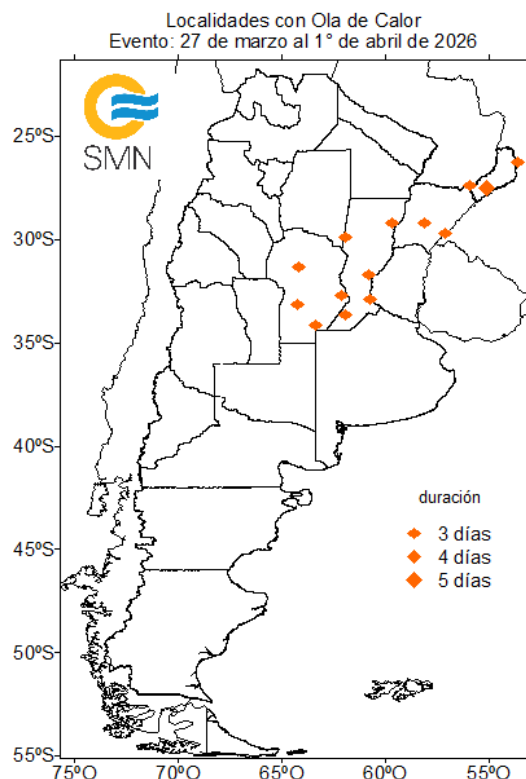 Localidades con Ola de Calor
Evento: 27 de marzo al 1° de abril de 2026
SMN
25ºS
30ºS
35ºS
40ºS
45ºS
50ºS
55ºS
duración
3 días
4 días
5 días
75ºO
70ºO
65ºO
60ºO
55ºO